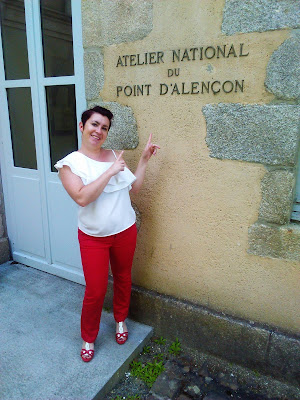 ATELIER NATIONAL
DU
POINT D'ALENÇON